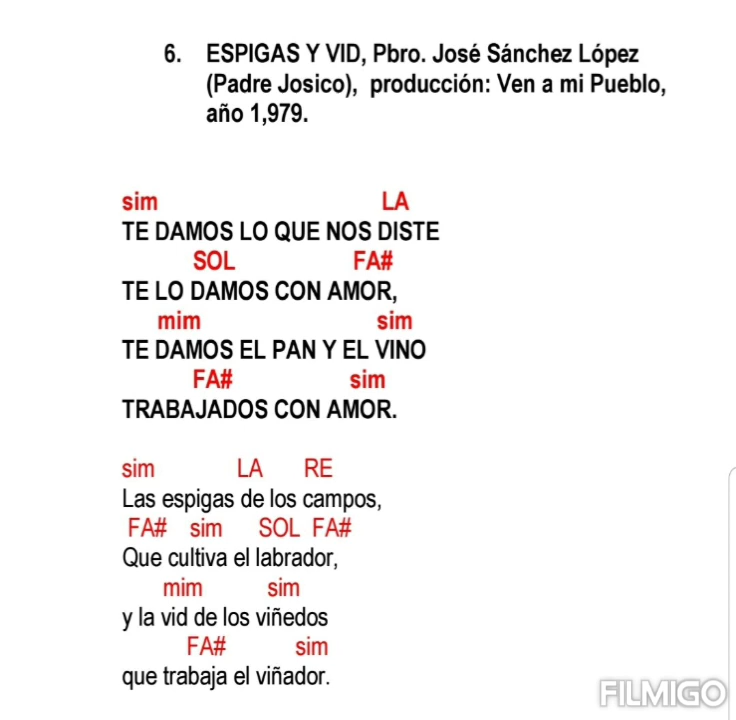 6. ESPIGAS Y VID, Pbro. José Sánchez López
(Padre Josico), producción: Ven a mi Pueblo,
año 1,979.
sim LA
TE DAMOS LO QUE NOS DISTE
SOL FA#
TE LO DAMOS CON AMOR,
mim sim
TE DAMOS EL PAN Y EL VINO
FA# sim
TRABAJADOS CON AMOR.
sim LA RE
Las espigas de los campos,
FA# sim SOL FA#
Que cultiva el labrador,
mim sim
y la vid de los viñedos
FA# sim
que trabaja el viñador.
FILMIGO